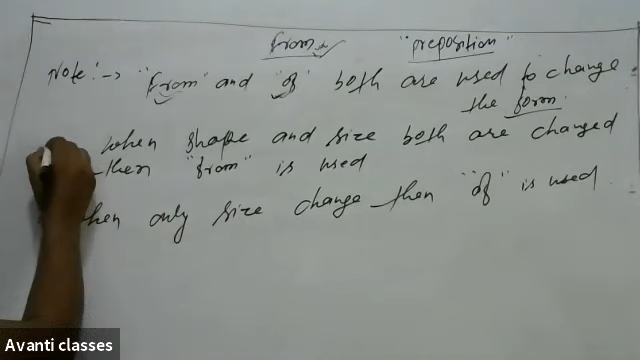 from "preposition"
Note :-> "from" and "of" both are used to change
the form.
when shape and size both are changed
then "from" is used
when only size change then "of" is used
Avanti classes